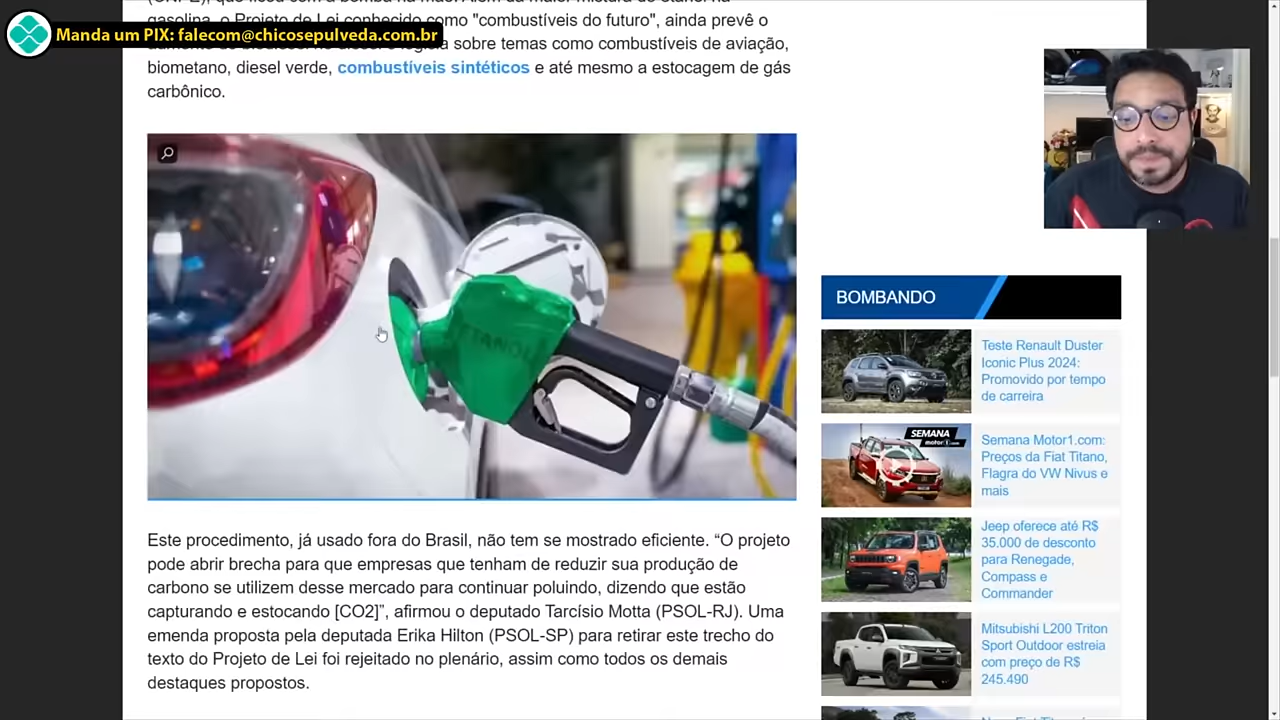 gasolina, o Projeto de Lei conhecido como "combustíveis do futuro", ainda prevê o
Manda um PIX: falecom@chicosepulveda.com.br
sobre temas como combustíveis de aviação,
biometano, diesel verde, combustíveis sintéticos e até mesmo a estocagem de gás
carbônico.
ETANOL
Este procedimento, já usado fora do Brasil, não tem se mostrado eficiente. “O projeto
pode abrir brecha para que empresas que tenham de reduzir sua produção de
carbono se utilizem desse mercado para continuar poluindo, dizendo que estão
capturando e estocando [CO2]”, afirmou o deputado Tarcísio Motta (PSOL-RJ). Uma
emenda proposta pela deputada Erika Hilton (PSOL-SP) para retirar este trecho do
texto do Projeto de Lei foi rejeitado no plenário, assim como todos os demais
destaques propostos.
BOMBANDO
Teste Renault Duster
Iconic Plus 2024:
Promovido por tempo
de carreira
SEMANA
motor1.com
Semana Motor1.com:
Preços da Fiat Titano,
Flagra do VW Nivus e
mais
Jeep oferece até R$
35.000 de desconto
para Renegade,
Compass e
Commander
Mitsubishi L200 Triton
Sport Outdoor estreia
com preço de R$
245.490